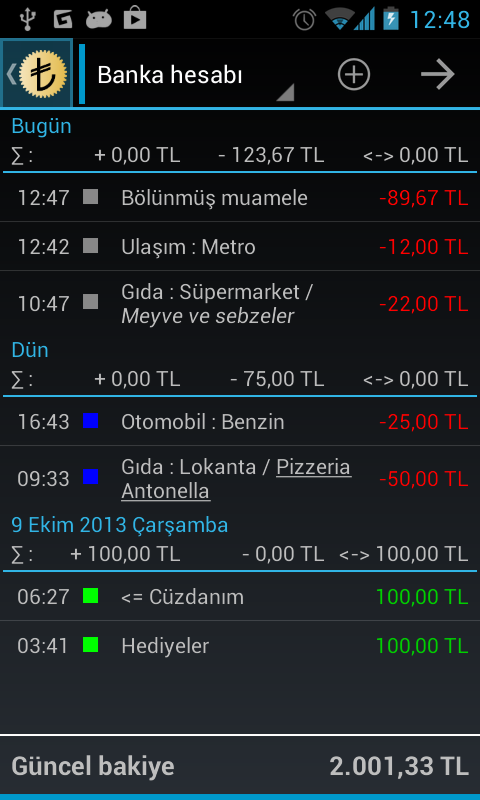 12:48
Banka hesabı
Bugün
∑ : + 0,00 TL - 123,67 TL <-> 0,00 TL
12:47 Bölünmüş muamele -89,67 TL
12:42 Ulaşım : Metro -12,00 TL
10:47 Gıda : Süpermarket / -22,00 TL
Meyve ve sebzeler
Dün
∑ : + 0,00 TL - 75,00 TL <-> 0,00 TL
16:43 Otomobil : Benzin -25,00 TL
09:33 Gıda : Lokanta / Pizzeria -50,00 TL
Antonella
9 Ekim 2013 Çarşamba
∑ : + 100,00 TL - 0,00 TL <-> 100,00 TL
06:27 <= Cüzdanım 100,00 TL
03:41 Hediyeler 100,00 TL
Güncel bakiye 2.001,33 TL